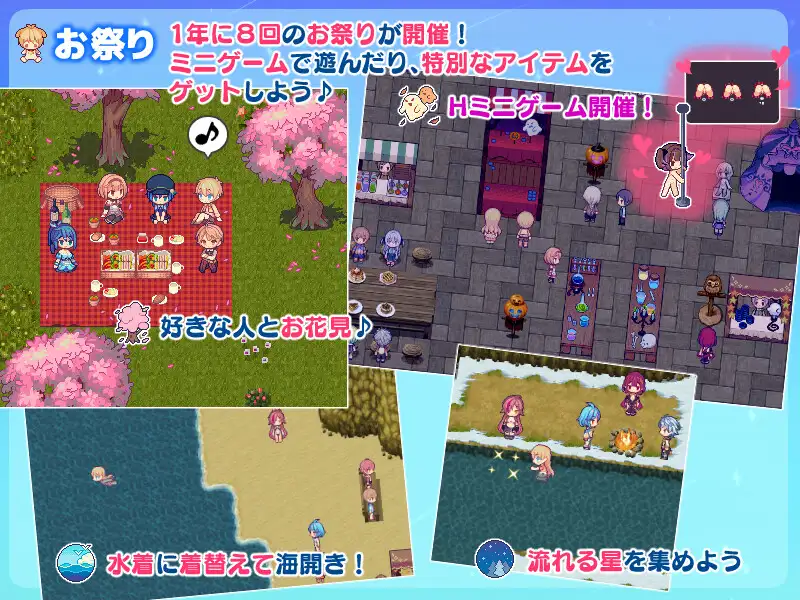 お祭り
1年に8回のお祭りが開催！
ミニゲームで遊んだり、特別なアイテムを
ゲットしよう♪
Hミニゲーム開催！
好きな人とお花見♪
水着に着替えて海開き！
流れる星を集めよう